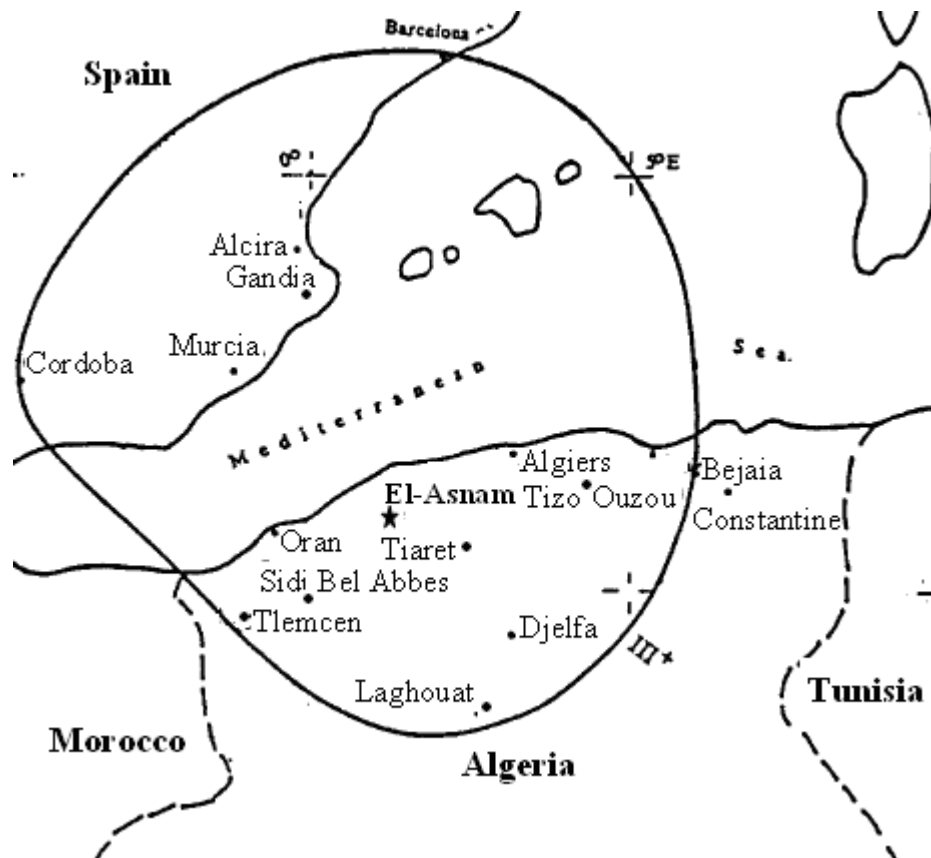 Barcelona
Spain
0°
5°E
Alcira
Gandia
Murcia
Cordoba
Sea.
Mediterranean
Algiers
Bejaia
El-Asnam
Tizo Ouzou
Constantine
Oran
Tiaret
Sidi Bel Abbes
Tlemcen
Djelfa
III+
Laghouat
Tunisia
Morocco
Algeria